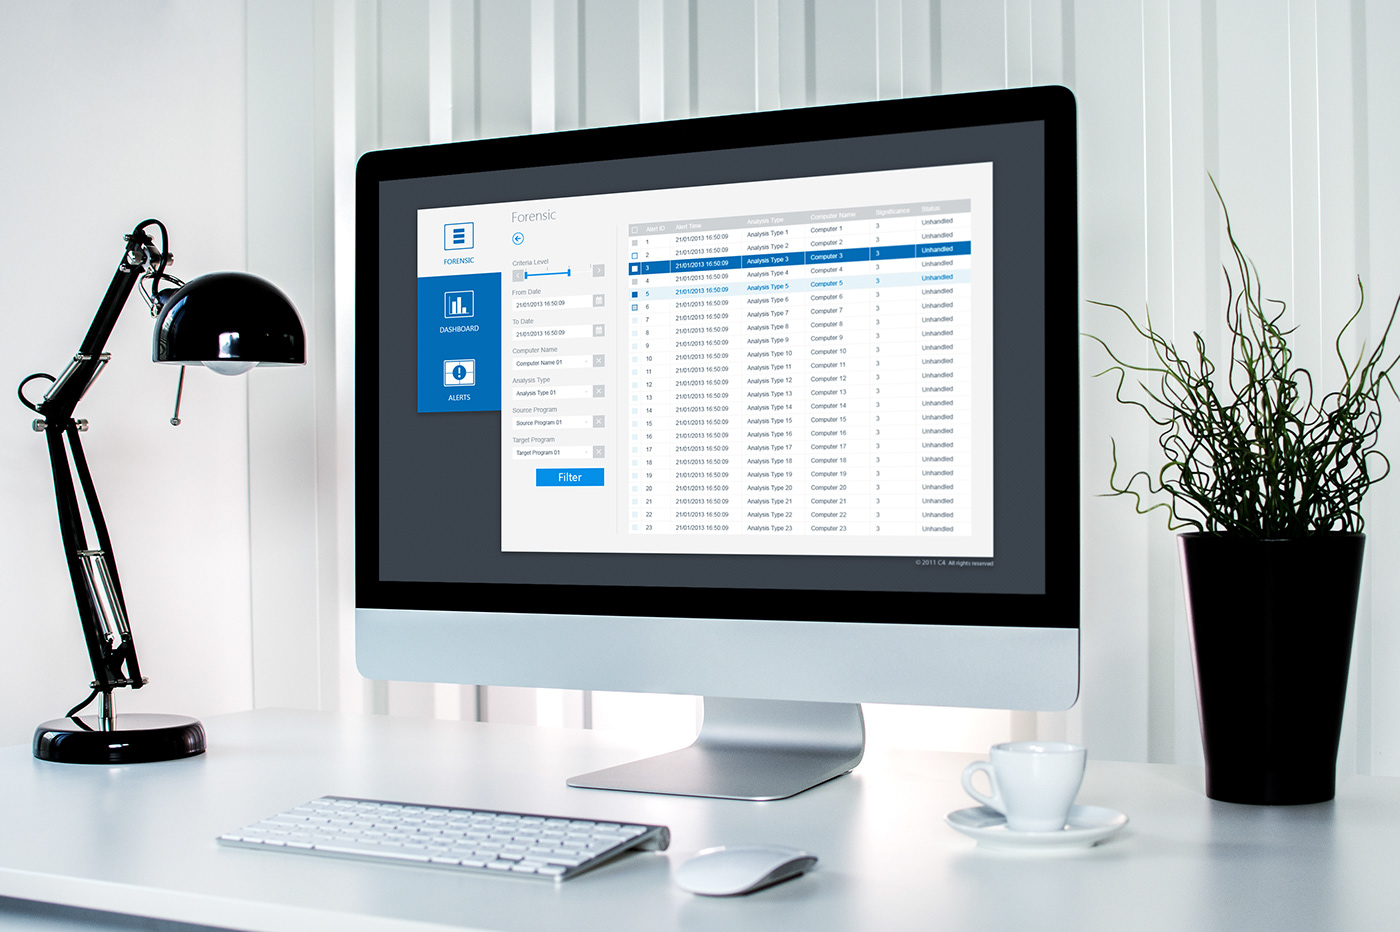 FORENSIC
DASHBOARD
ALERTS
Forensic
Criteria Level
From Date
21/01/2013 16:50:09
To Date
21/01/2013 16:50:09
Computer Name
Computer Name 01
Analysis Type
Analysis Type 01
Source Program
Source Program 01
Target Program
Target Program 01
Filter
Alert ID Alert Time Analysis Type Computer Name Significance Status
1 21/01/2013 16:50:09 Analysis Type 1 Computer 1 3 Unhandled
2 21/01/2013 16:50:09 Analysis Type 2 Computer 2 3 Unhandled
3 21/01/2013 16:50:09 Analysis Type 3 Computer 3 3 Unhandled
4 21/01/2013 16:50:09 Analysis Type 4 Computer 4 3 Unhandled
5 21/01/2013 16:50:09 Analysis Type 5 Computer 5 3 Unhandled
6 21/01/2013 16:50:09 Analysis Type 6 Computer 6 3 Unhandled
7 21/01/2013 16:50:09 Analysis Type 7 Computer 7 3 Unhandled
8 21/01/2013 16:50:09 Analysis Type 8 Computer 8 3 Unhandled
9 21/01/2013 16:50:09 Analysis Type 9 Computer 9 3 Unhandled
10 21/01/2013 16:50:09 Analysis Type 10 Computer 10 3 Unhandled
11 21/01/2013 16:50:09 Analysis Type 11 Computer 11 3 Unhandled
12 21/01/2013 16:50:09 Analysis Type 12 Computer 12 3 Unhandled
13 21/01/2013 16:50:09 Analysis Type 13 Computer 13 3 Unhandled
14 21/01/2013 16:50:09 Analysis Type 14 Computer 14 3 Unhandled
15 21/01/2013 16:50:09 Analysis Type 15 Computer 15 3 Unhandled
16 21/01/2013 16:50:09 Analysis Type 16 Computer 16 3 Unhandled
17 21/01/2013 16:50:09 Analysis Type 17 Computer 17 3 Unhandled
18 21/01/2013 16:50:09 Analysis Type 18 Computer 18 3 Unhandled
19 21/01/2013 16:50:09 Analysis Type 19 Computer 19 3 Unhandled
20 21/01/2013 16:50:09 Analysis Type 20 Computer 20 3 Unhandled
21 21/01/2013 16:50:09 Analysis Type 21 Computer 21 3 Unhandled
22 21/01/2013 16:50:09 Analysis Type 22 Computer 22 3 Unhandled
23 21/01/2013 16:50:09 Analysis Type 23 Computer 23 3 Unhandled
© 2011 C4 All rights reserved